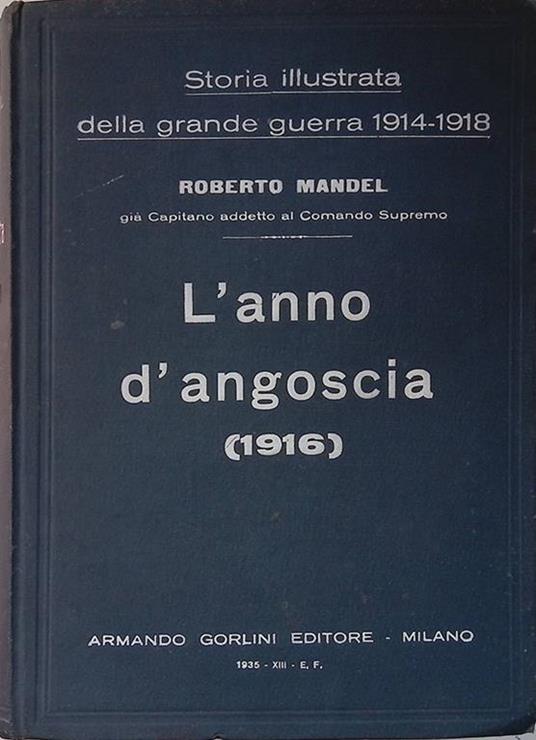 Storia illustrata
della grande guerra 1914-1918
ROBERTO MANDEL
già Capitano addetto al Comando Supremo
L'anno
d'angoscia
(1916)
ARMANDO GORLINI EDITORE - MILANO
1935 - XIII - E. F.